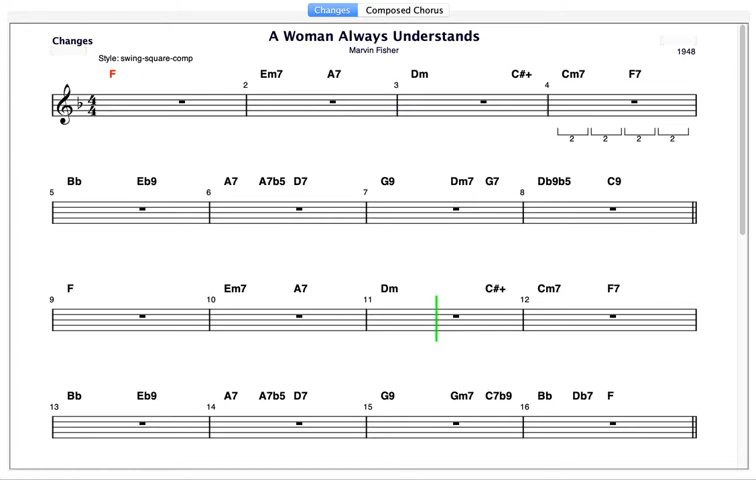 Changes Composed Chorus
A Woman Always Understands
Changes
Marvin Fisher
1948
Style: swing-square-comp
F Em7 A7 Dm C#+ Cm7 F7
2 3 4
4
4
2 2 2 2
Bb Eb9 A7 A7b5 D7 G9 Dm7 G7 Db9b5 C9
5 6 7 8
F Em7 A7 Dm C#+ Cm7 F7
9 10 11 12
Bb Eb9 A7 A7b5 D7 G9 Gm7 C7b9 Bb Db7 F
13 14 15 16